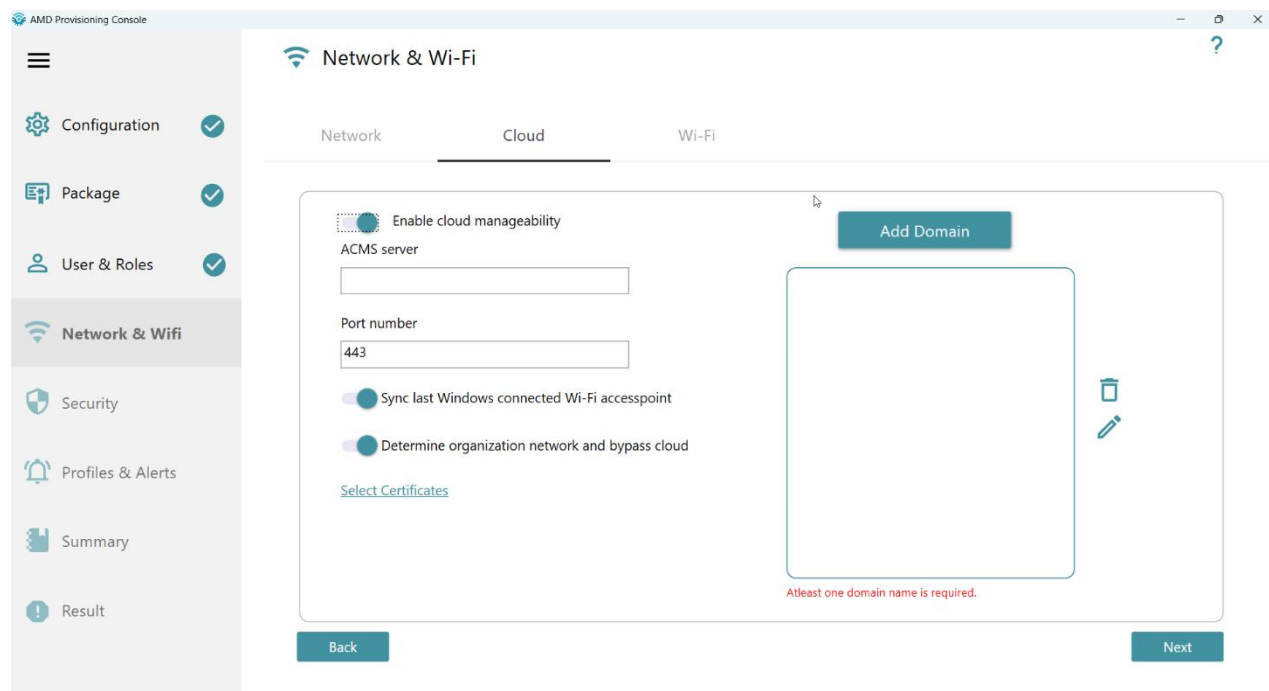 AMD Provisioning Console
Network & Wi-Fi
?
Configuration
Package
User & Roles
Network & Wifi
Security
Profiles & Alerts
Summary
Result
Network Cloud Wi-Fi
Enable cloud manageability
ACMS server
Port number
443
Sync last Windows connected Wi-Fi accesspoint
Determine organization network and bypass cloud
Select Certificates
Add Domain
Atleast one domain name is required.
Back
Next